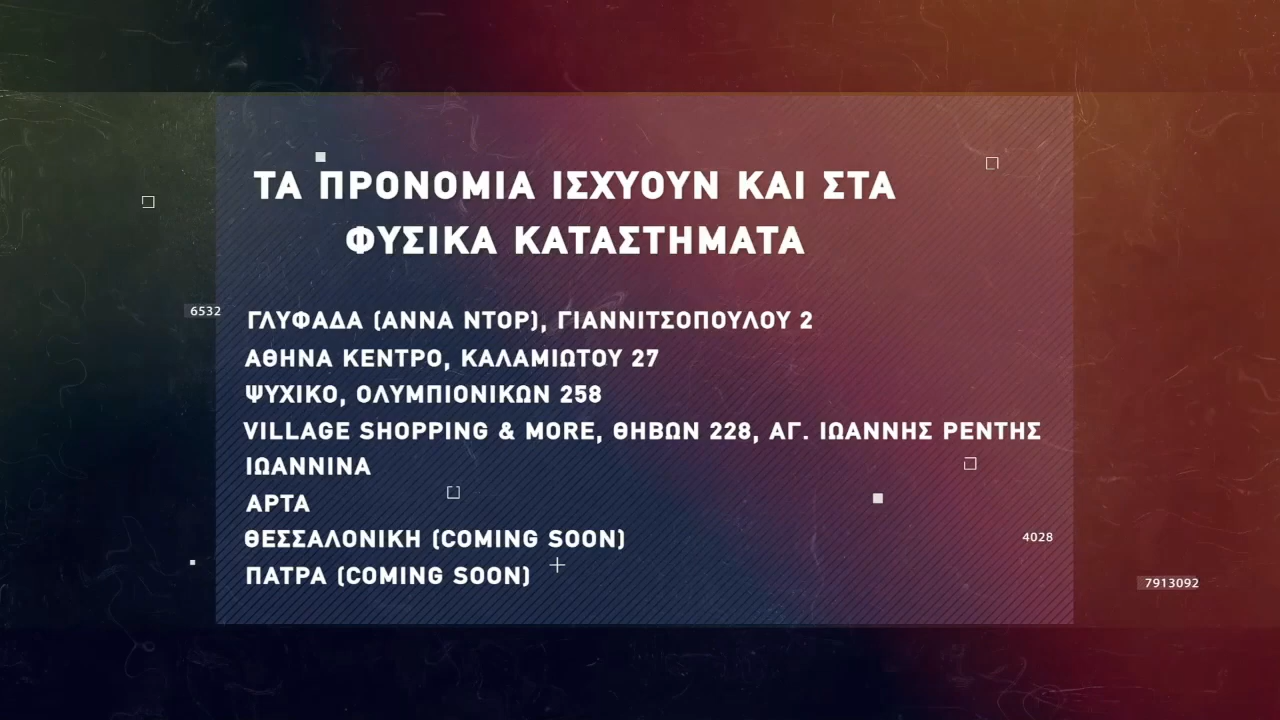 ΤΑ ΠΡΟΝΟΜΙΑ ΙΣΧΥΟΥΝ ΚΑΙ ΣΤΑ
ΦΥΣΙΚΑ ΚΑΤΑΣΤΗΜΑΤΑ
6532
ΓΛΥΦΑΔΑ (ΑΝΝΑ ΝΤΟΡ), ΓΙΑΝΝΙΤΣΟΠΟΥΛΟΥ 2
ΑΘΗΝΑ ΚΕΝΤΡΟ, ΚΑΛΑΜΙΩΤΟΥ 27
ΨΥΧΙΚΟ, ΟΛΥΜΠΙΟΝΙΚΩΝ 258
VILLAGE SHOPPING & MORE, ΘΗΒΩΝ 228, ΑΓ. ΙΩΑΝΝΗΣ ΡΕΝΤΗΣ
ΙΩΑΝΝΙΝΑ
ΑΡΤΑ
ΘΕΣΣΑΛΟΝΙΚΗ (COMING SOON)
4028
ΠΑΤΡΑ (COMING SOON)
7913092